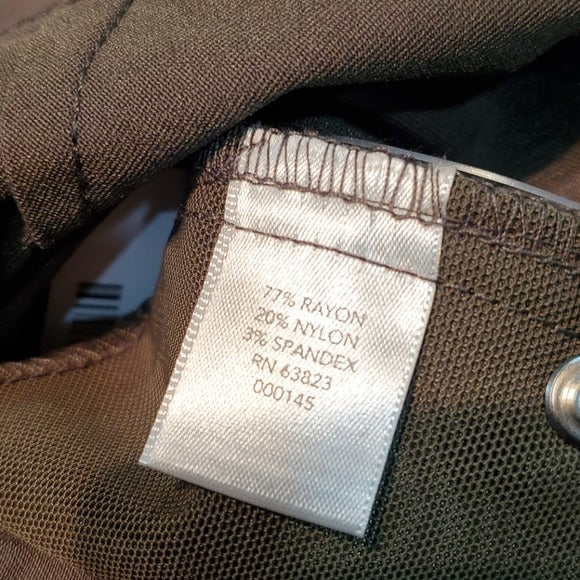 77% RAYON
20% NYLON
3% SPANDEX
RN 63823
000145